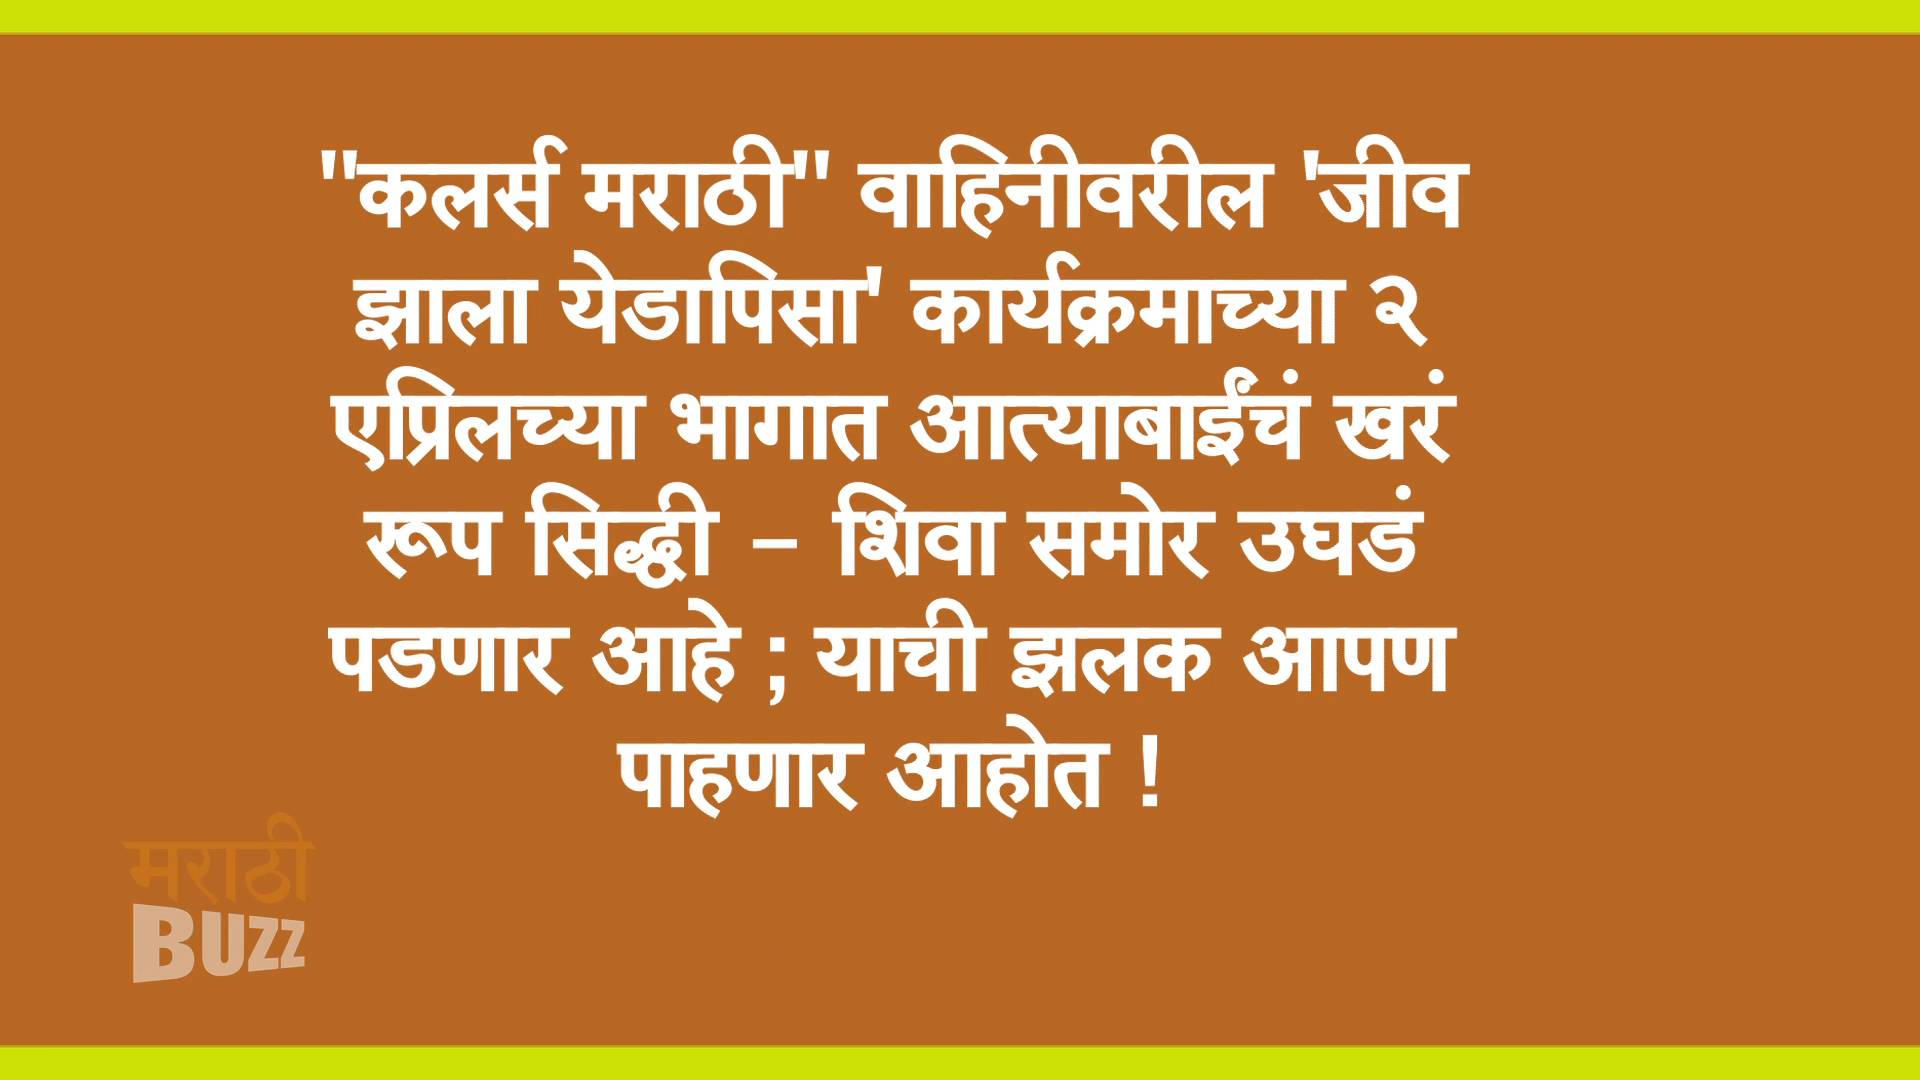 "कलर्स मराठी" वाहिनीवरील 'जीव
झाला येडापिसा' कार्यक्रमाच्या २
एप्रिलच्या भागात आत्याबाईंचं खरं
रूप सिद्धी – शिवा समोर उघडं
पडणार आहे ; याची झलक आपण
पाहणार आहोत !
मराठी
BUZZ